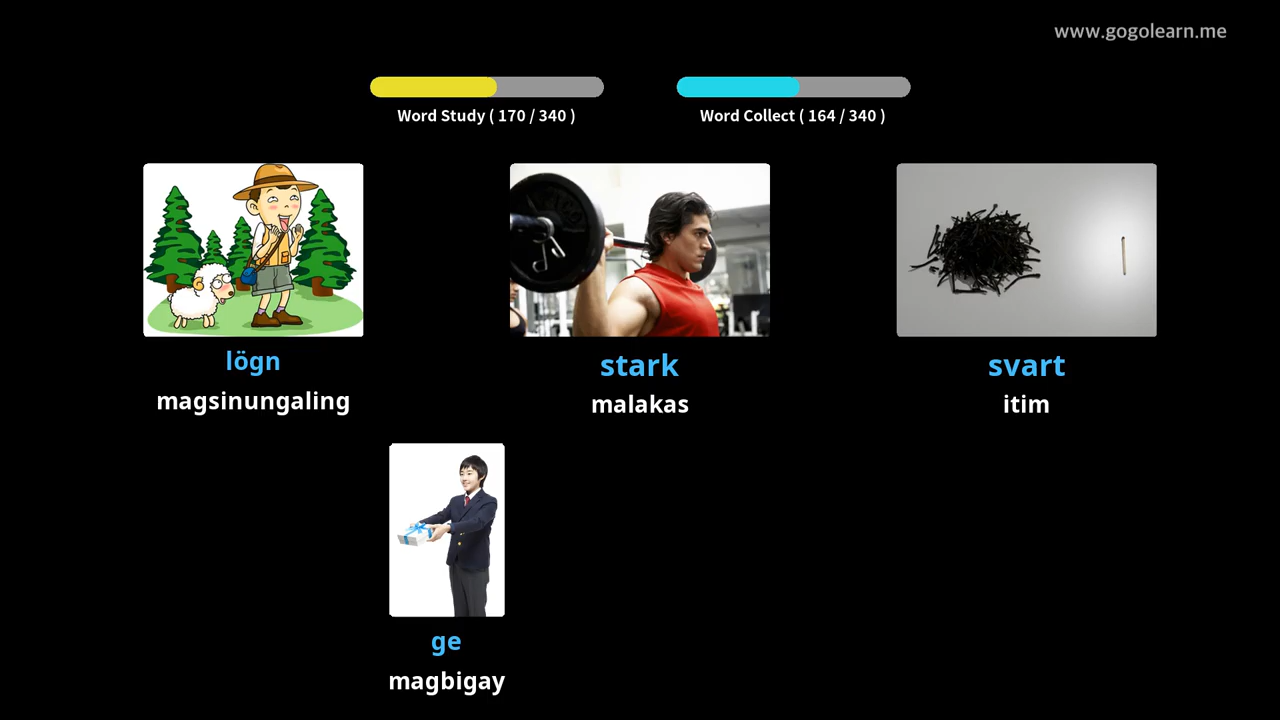 www.gogolearn.me
Word Study ( 170 / 340 )
Word Collect ( 164 / 340 )
lögn
magsinungaling
stark
malakas
svart
itim
ge
magbigay